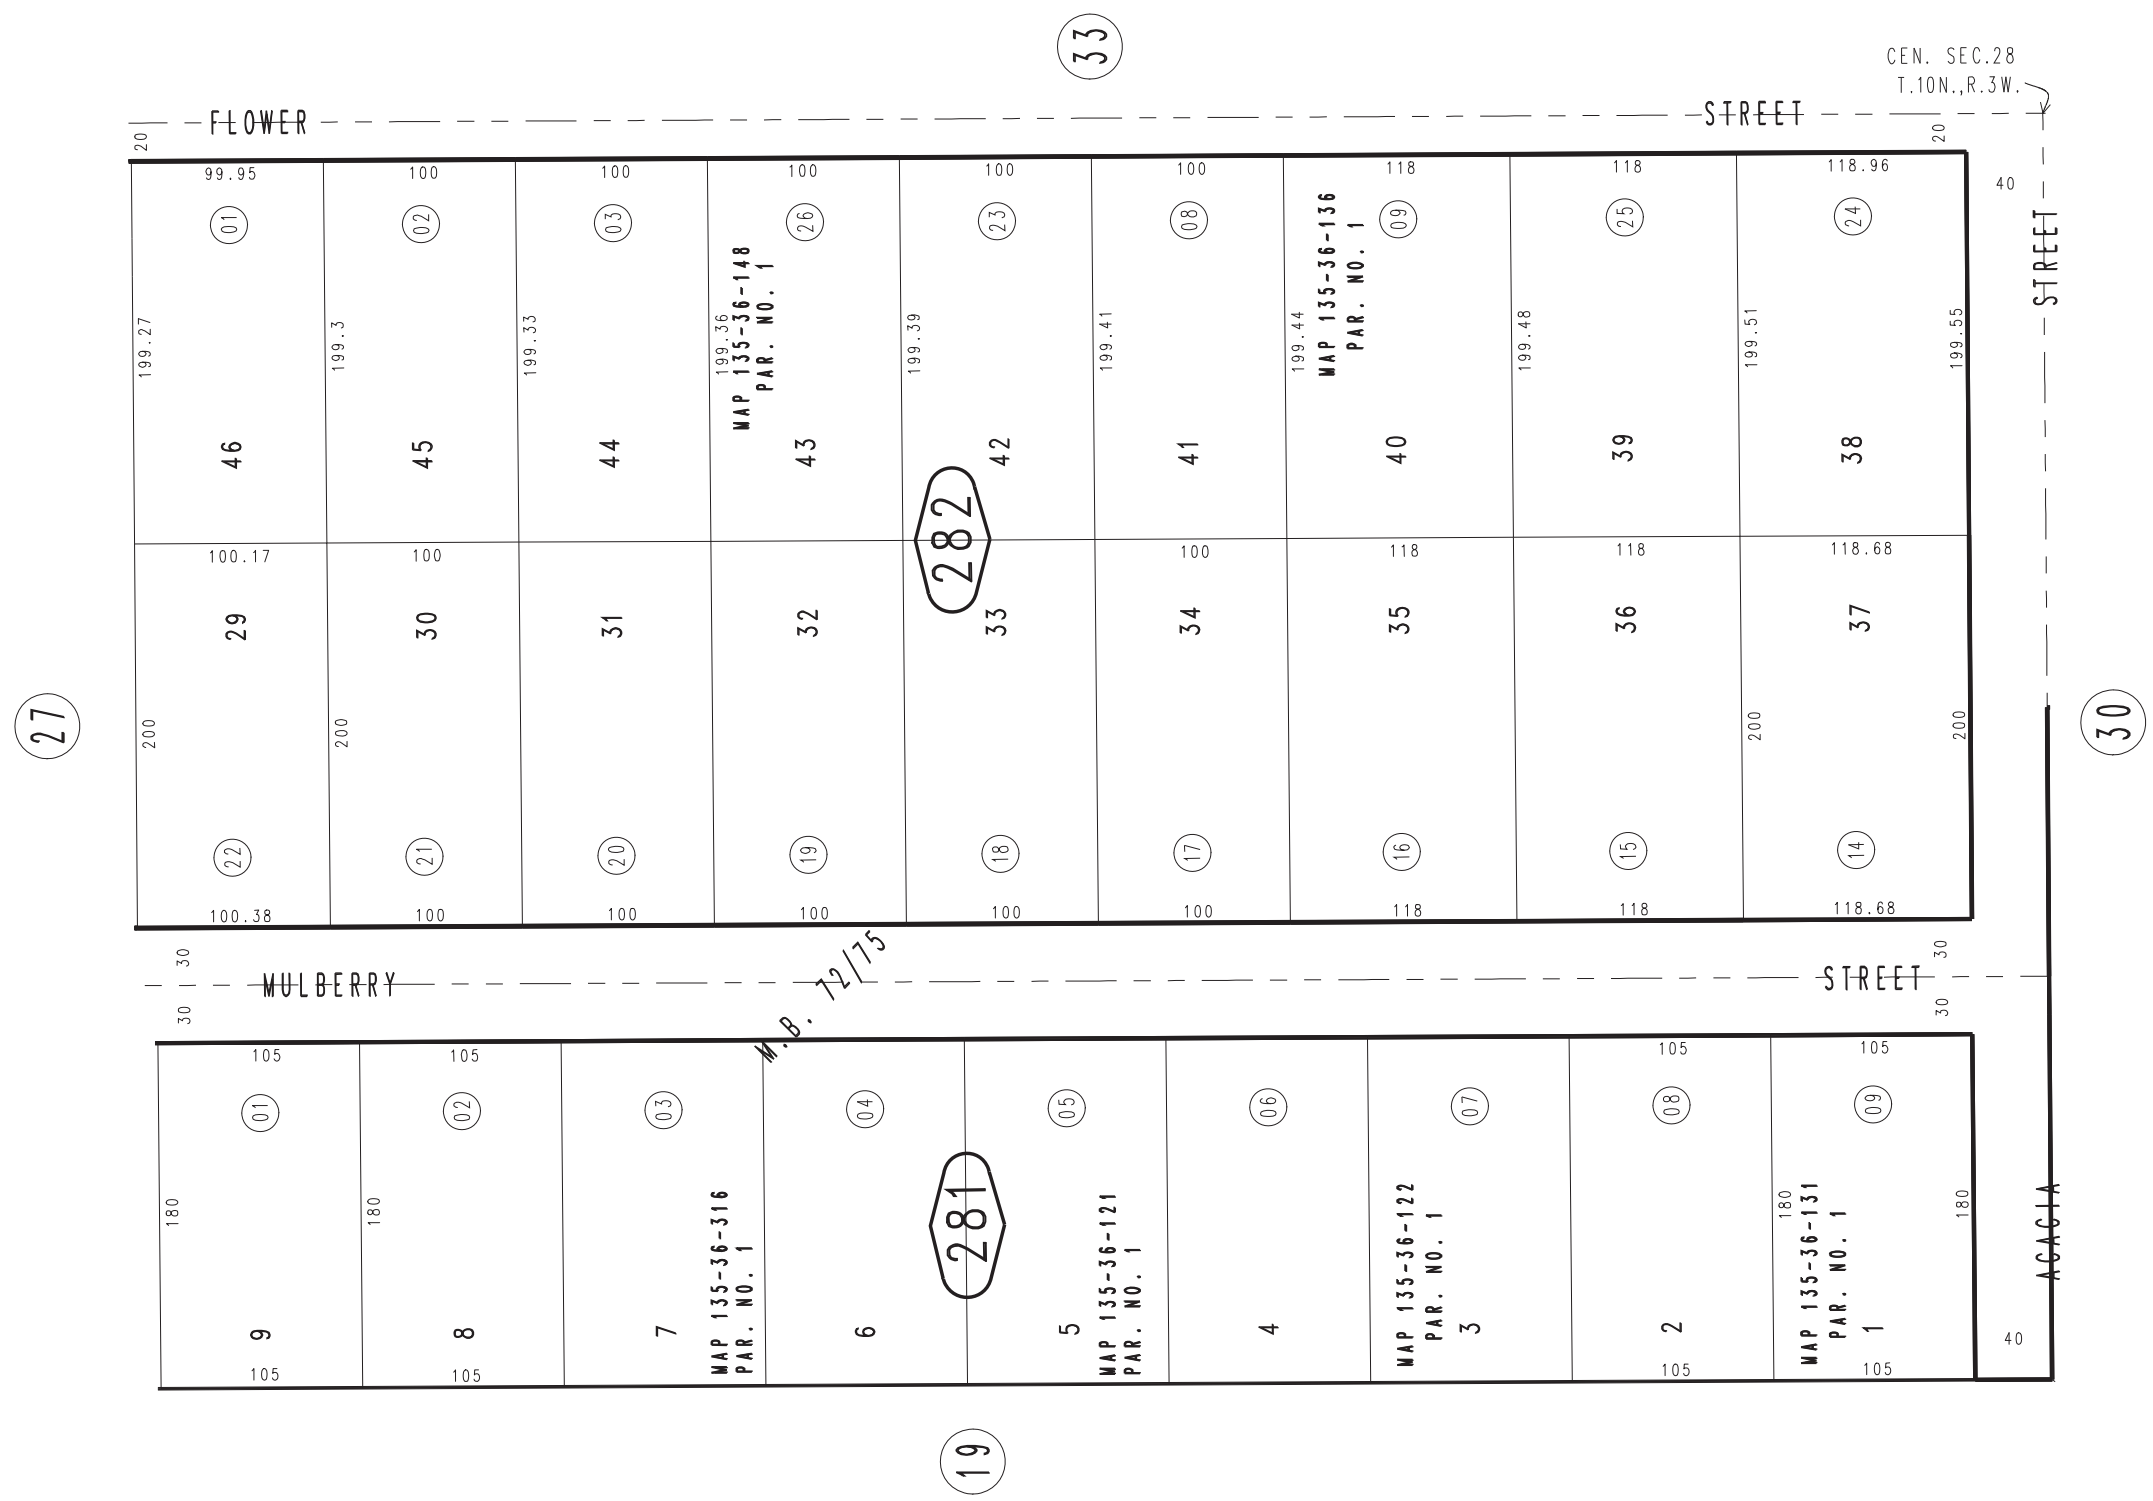 33
CEN. SEC.28
T.10N.,R.3W.
FLOWER STREET
20 20
99.95 100 100 100 100 100 118 118 118.96
40
01 02 03 26 23 08 09 25 24
STREET
MAP 135-36-148
PAR. NO. 1
MAP 135-36-136
PAR. NO. 1
199.27 199.3 199.33 199.36 199.39 199.41 199.44 199.48 199.51 199.55
46 45 44 43 42 41 40 39 38
282
100.17 100 100 118 118 118.68
29 30 31 32 33 34 35 36 37
27
200 200 200 200
30
22 21 20 19 18 17 16 15 14
100.38 100 100 100 100 100 118 118 118.68
30 30
MULBERRY STREET
30 30
M.B. 72/75
105 105 105 105
01 02 03 04 05 06 07 08 09
180 180 180 180
281
ACACIA
MAP 135-36-316
PAR. NO. 1
MAP 135-36-121
PAR. NO. 1
MAP 135-36-122
PAR. NO. 1
MAP 135-36-131
PAR. NO. 1
9 8 7 6 5 4 3 2 1
40
105 105 105 105
19